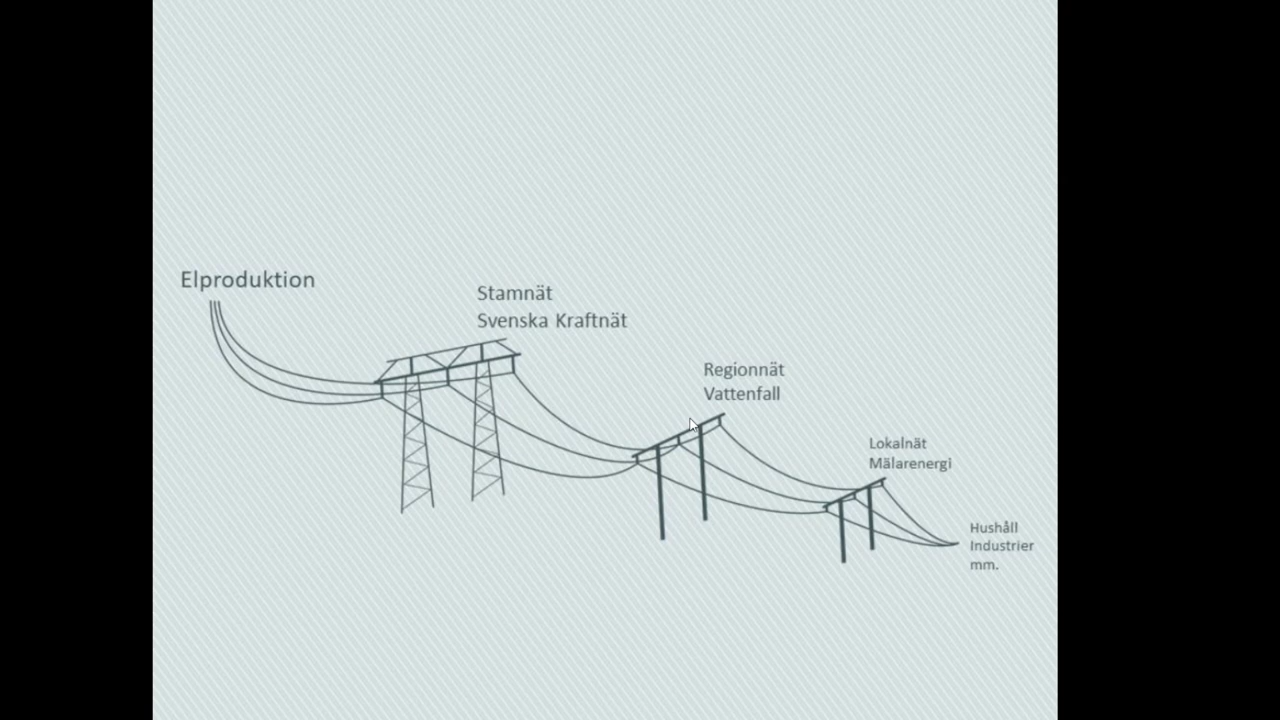 Elproduktion
Stamnät
Svenska Kraftnät
Regionnät
Vattenfall
Lokalnät
Mälarenergi
Hushåll
Industrier
mm.